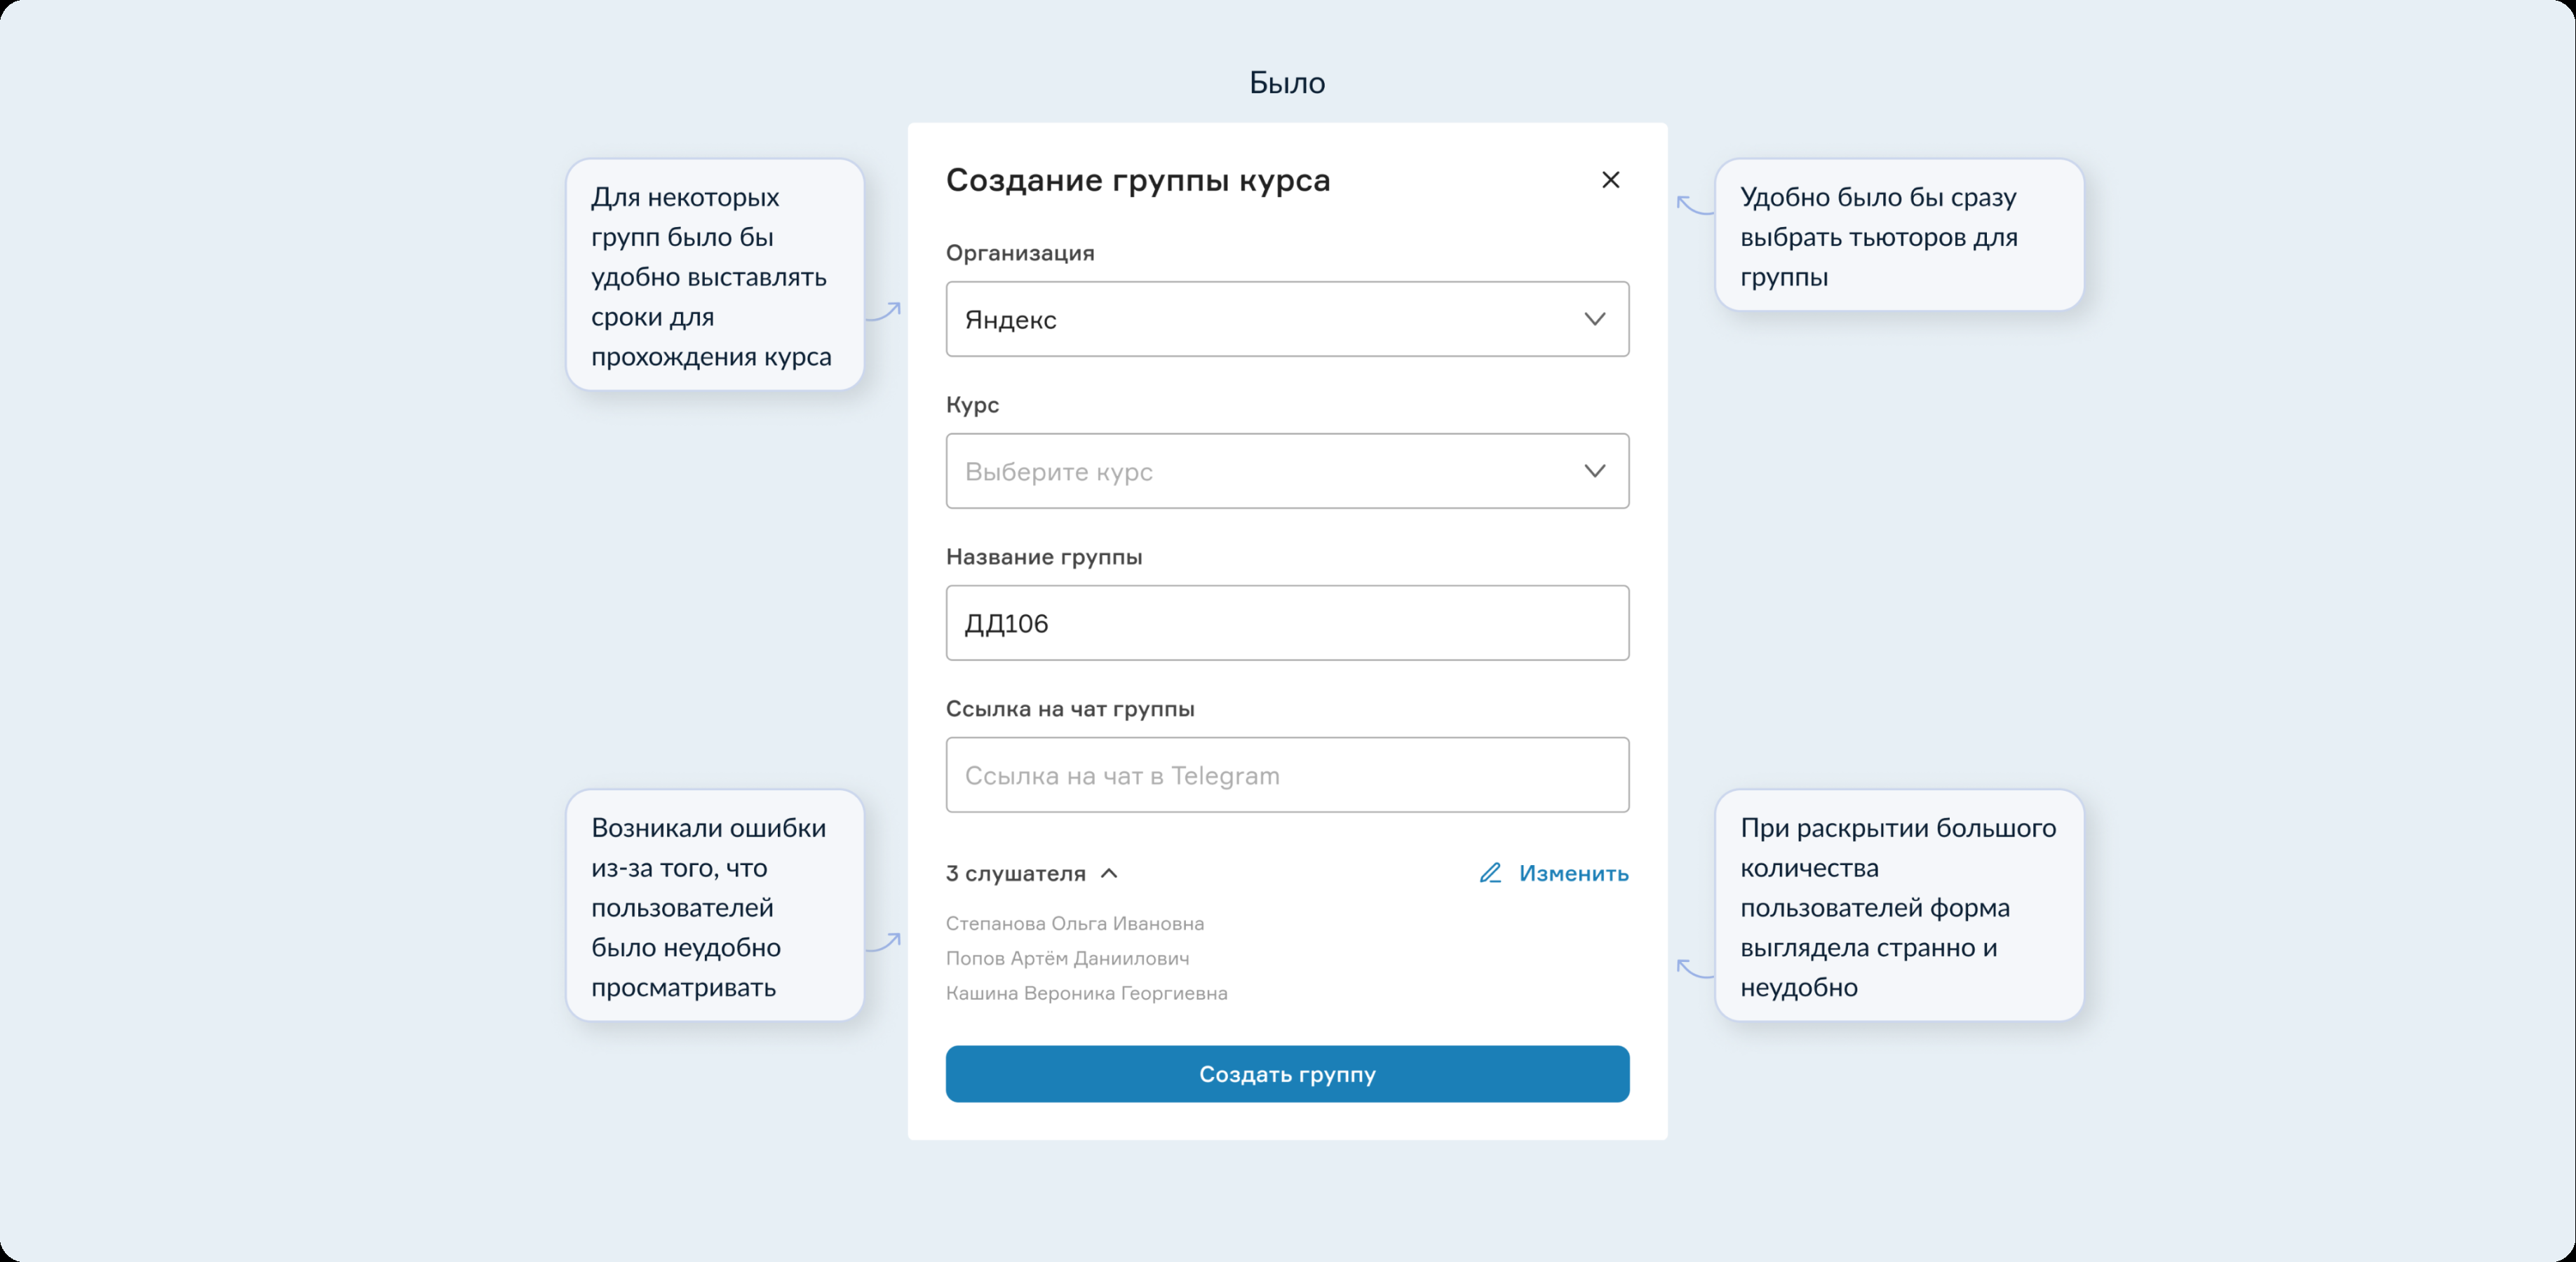 Было
Для некоторых
групп было бы
удобно выставлять
сроки для
прохождения курса
Возникали ошибки
из-за того, что
пользователей
было неудобно
просматривать
Создание группы курса
Организация
Яндекс
Курс
Выберите курс
Название группы
ДД106
Ссылка на чат группы
Ссылка на чат в Telegram
3 слушателя
Изменить
Степанова Ольга Ивановна
Попов Артём Даниилович
Кашина Вероника Георгиевна
Создать группу
Удобно было бы сразу
выбрать тьюторов для
группы
При раскрытии большого
количества
пользователей форма
выглядела странно и
неудобно